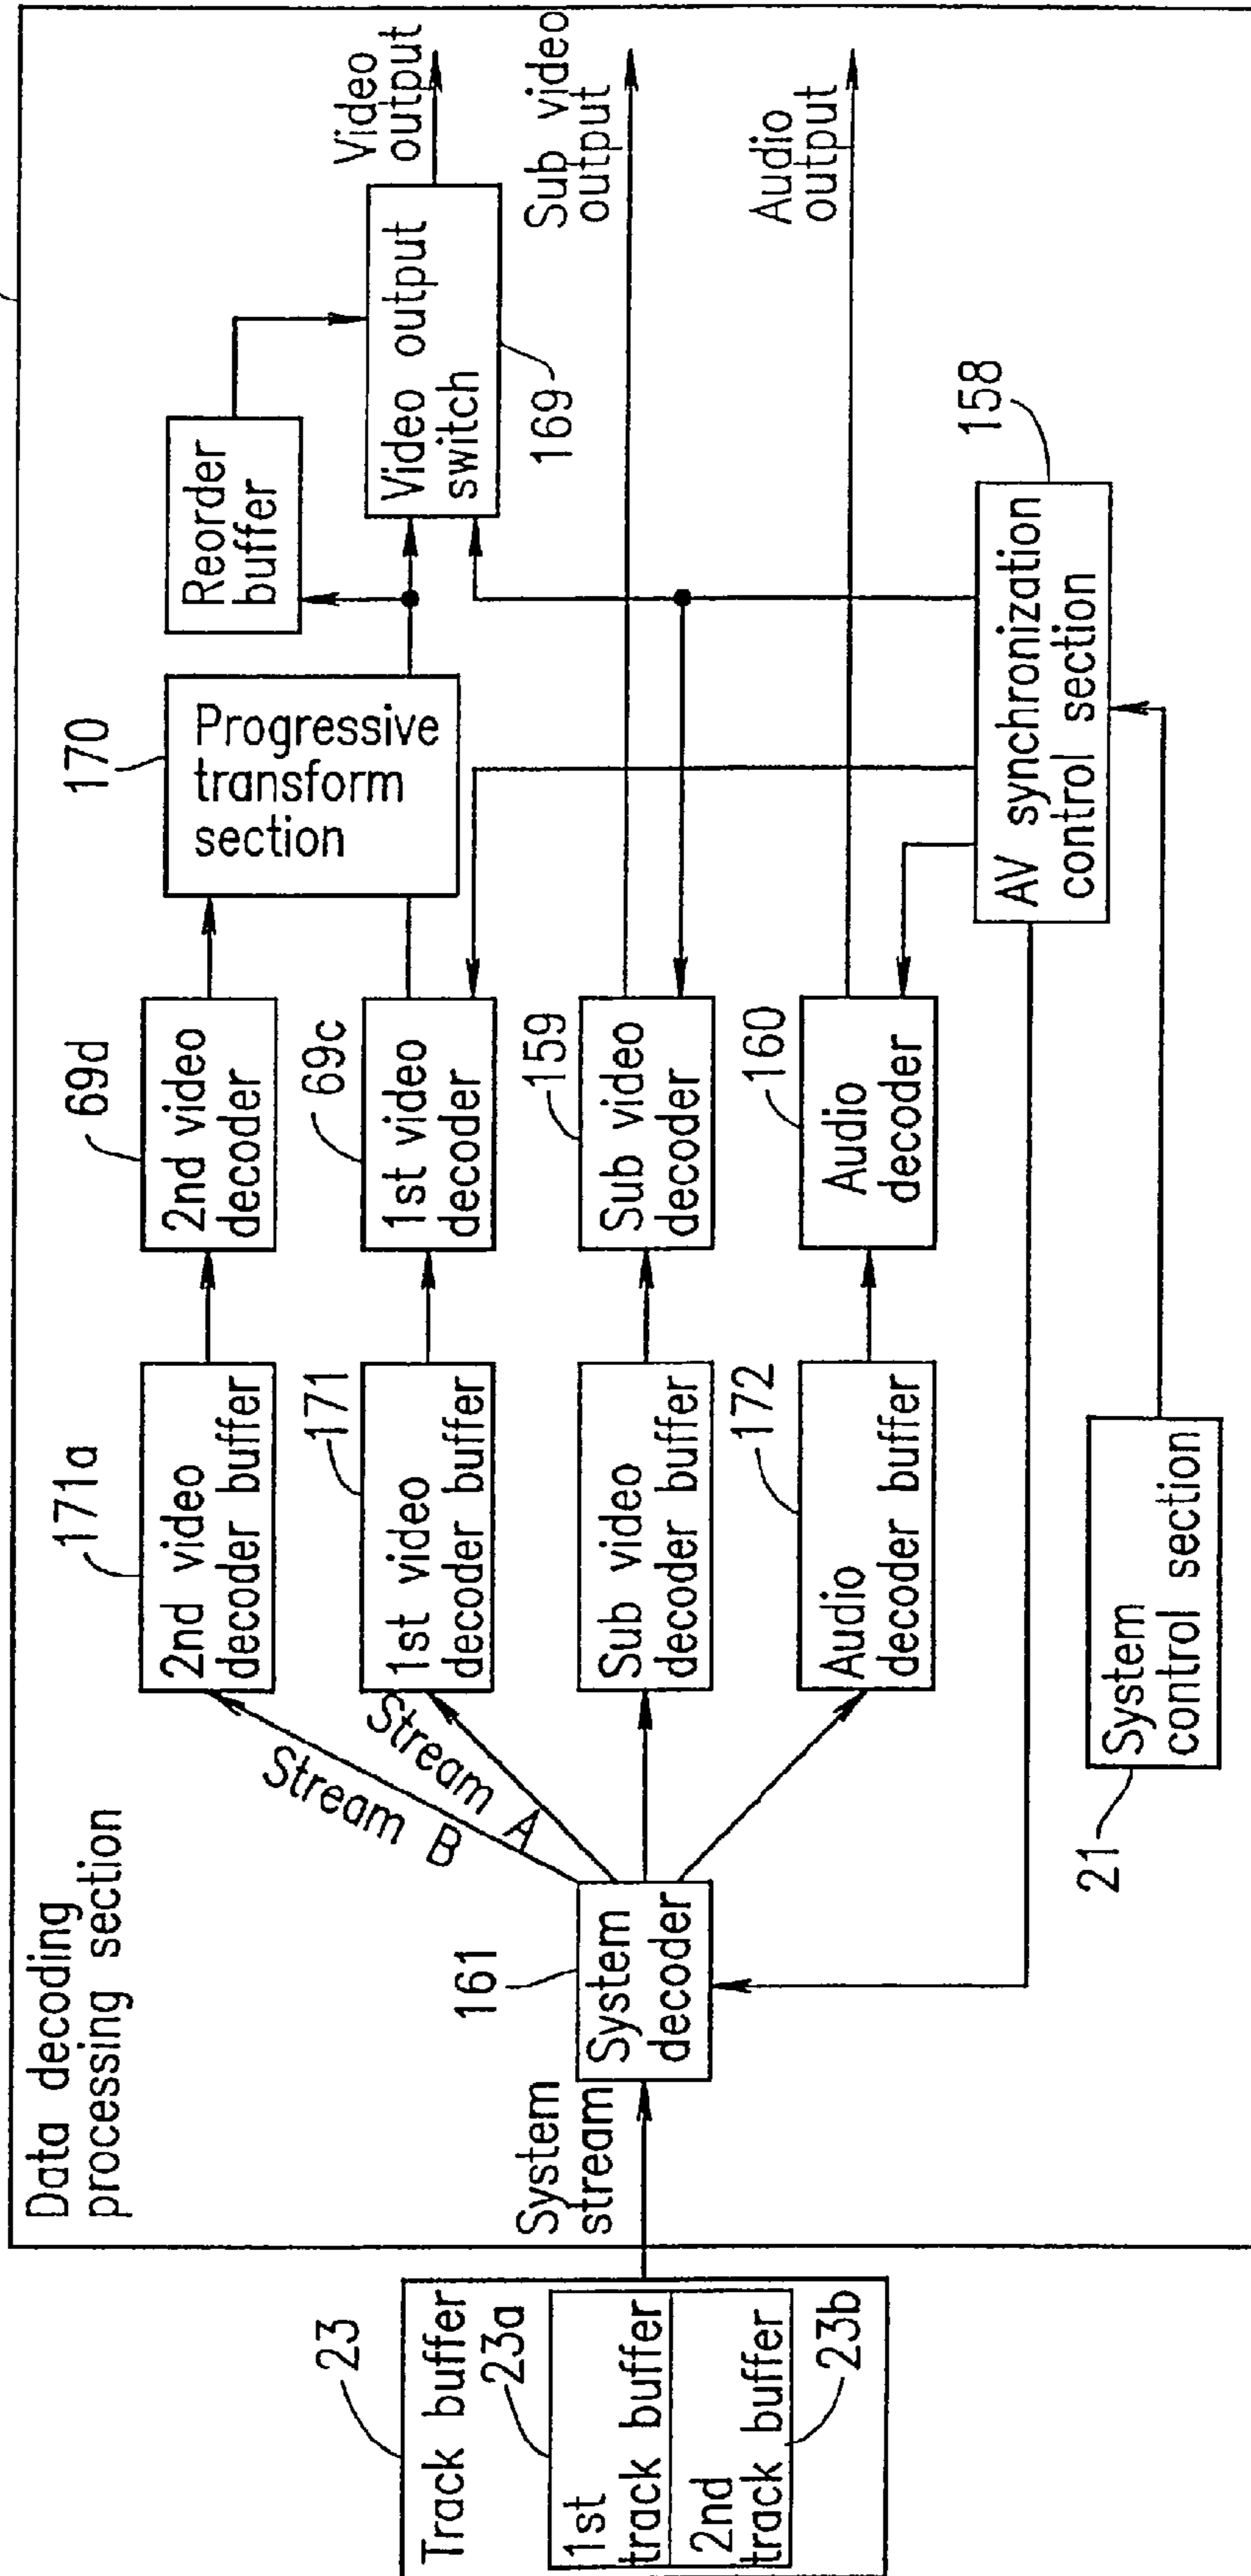 Data decoding
processing section
23
Track buffer
23a
1st
track buffer
2nd
track buffer
23b
System
stream
161
System
decoder
Stream B
Stream A
171a
2nd video
decoder buffer
171
1st video
decoder buffer
Sub video
decoder buffer
172
Audio
decoder buffer
21
System
control section
69d
2nd video
decoder
69c
1st video
decoder
159
Sub video
decoder
160
Audio
decoder
170
Progressive
transform
section
Reorder
buffer
Video output
switch
169
158
AV synchronization
control section
Video
output
Sub video
output
Audio
output